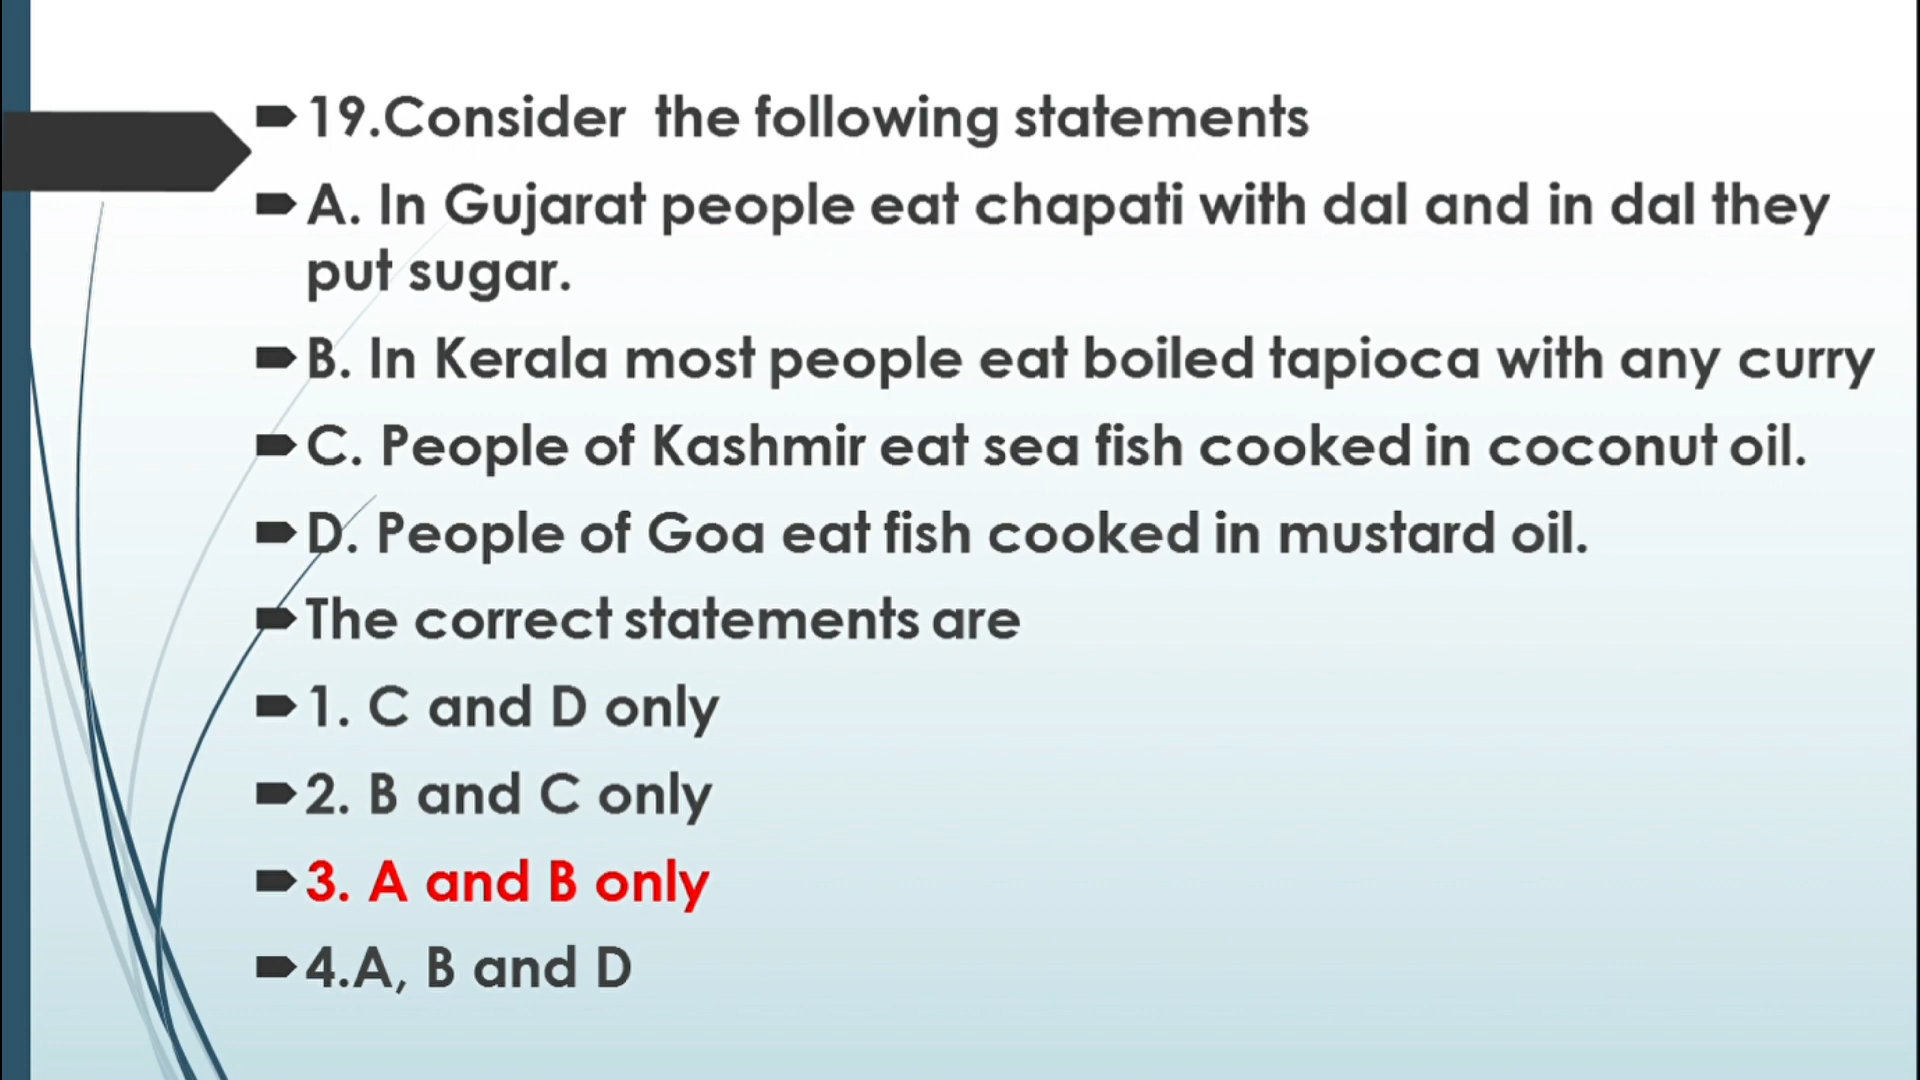 19.Consider the following statements
A. In Gujarat people eat chapati with dal and in dal they
put sugar.
B. In Kerala most people eat boiled tapioca with any curry
C. People of Kashmir eat sea fish cooked in coconut oil.
D. People of Goa eat fish cooked in mustard oil.
The correct statements are
1. C and D only
2. B and C only
3. A and B only
4.A, B and D